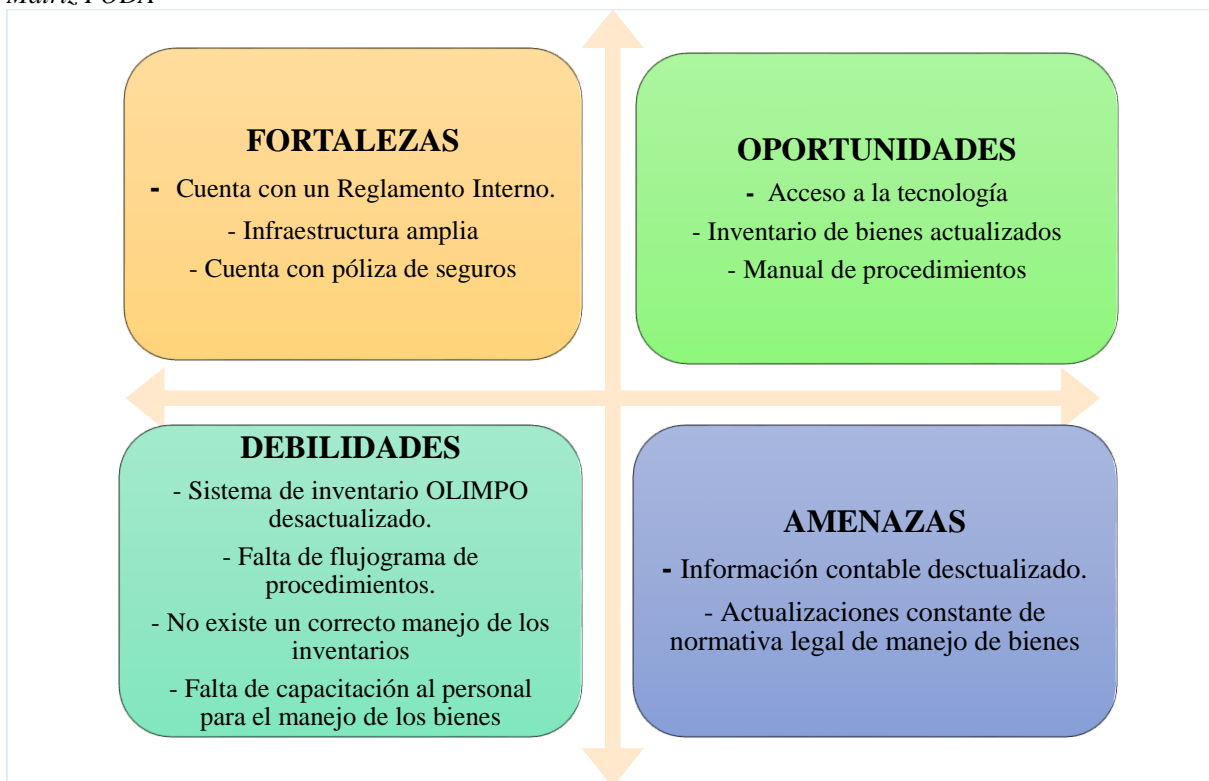 Matriz FODA
FORTALEZAS
- Cuenta con un Reglamento Interno.
- Infraestructura amplia
- Cuenta con póliza de seguros
OPORTUNIDADES
- Acceso a la tecnología
- Inventario de bienes actualizados
- Manual de procedimientos
DEBILIDADES
- Sistema de inventario OLIMPO
desactualizado.
- Falta de flujograma de
procedimientos.
- No existe un correcto manejo de los
inventarios
- Falta de capacitación al personal
para el manejo de los bienes
AMENAZAS
- Información contable desctualizado.
- Actualizaciones constante de
normativa legal de manejo de bienes